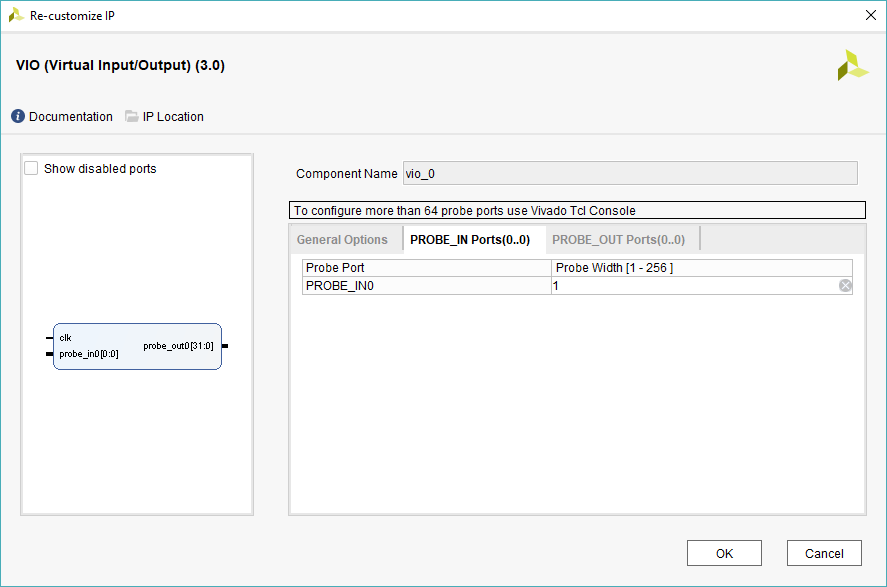 Re-customize IP
VIO (Virtual Input/Output) (3.0)
Documentation IP Location
Show disabled ports
clk
probe_in0[0:0]
probe_out0[31:0]
Component Name vio_0
To configure more than 64 probe ports use Vivado Tcl Console
General Options PROBE_IN Ports(0..0) PROBE_OUT Ports(0..0)
Probe Port Probe Width [1 - 256 ]
PROBE_IN0 1
OK Cancel